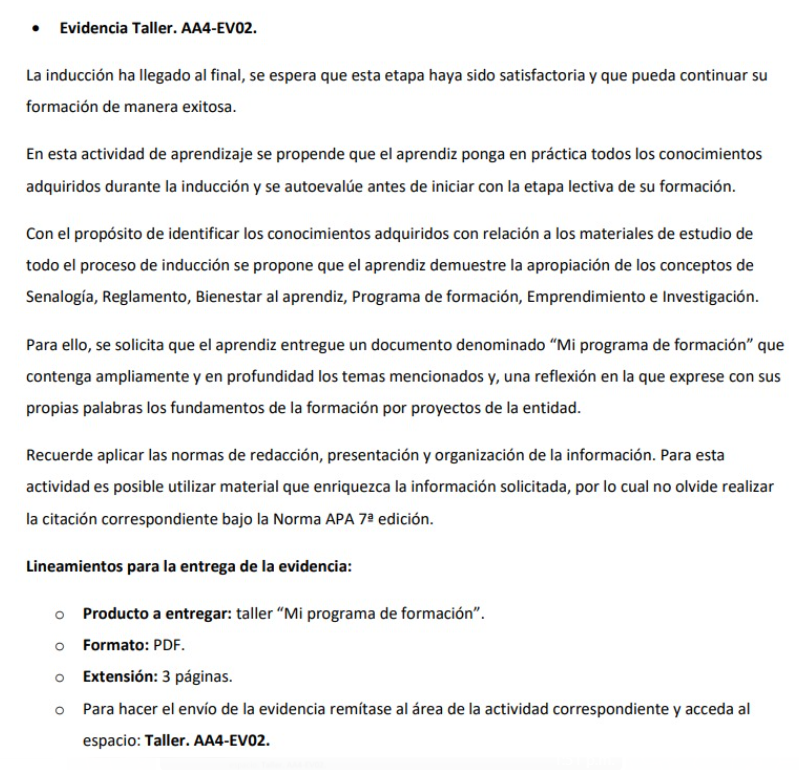 • Evidencia Taller. AA4-EV02.
La inducción ha llegado al final, se espera que esta etapa haya sido satisfactoria y que pueda continuar su
formación de manera exitosa.
En esta actividad de aprendizaje se propende que el aprendiz ponga en práctica todos los conocimientos
adquiridos durante la inducción y se autoevalúe antes de iniciar con la etapa lectiva de su formación.
Con el propósito de identificar los conocimientos adquiridos con relación a los materiales de estudio de
todo el proceso de inducción se propone que el aprendiz demuestre la apropiación de los conceptos de
Senalogía, Reglamento, Bienestar al aprendiz, Programa de formación, Emprendimiento e Investigación.
Para ello, se solicita que el aprendiz entregue un documento denominado “Mi programa de formación” que
contenga ampliamente y en profundidad los temas mencionados y, una reflexión en la que exprese con sus
propias palabras los fundamentos de la formación por proyectos de la entidad.
Recuerde aplicar las normas de redacción, presentación y organización de la información. Para esta
actividad es posible utilizar material que enriquezca la información solicitada, por lo cual no olvide realizar
la citación correspondiente bajo la Norma APA 7ª edición.
Lineamientos para la entrega de la evidencia:
o Producto a entregar: taller “Mi programa de formación”.
o Formato: PDF.
o Extensión: 3 páginas.
o Para hacer el envío de la evidencia remítase al área de la actividad correspondiente y acceda al
espacio: Taller. AA4-EV02.